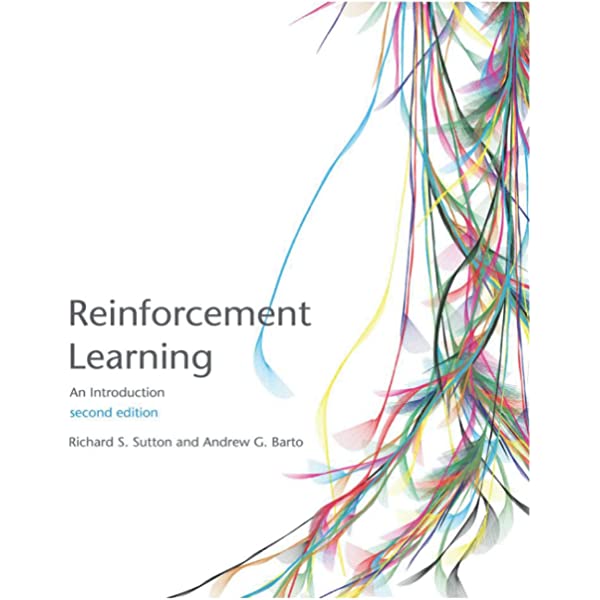 Reinforcement
Learning
An Introduction
second edition
Richard S. Sutton and Andrew G. Barto